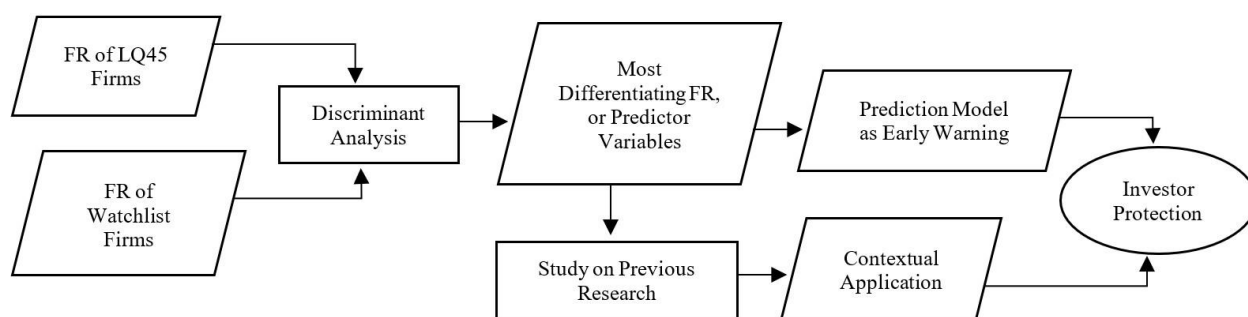 FR of LQ45
Firms
FR of
Watchlist
Firms
Discriminant
Analysis
Most
Differentiating FR,
or Predictor
Variables
Prediction Model
as Early Warning
Study on Previous
Research
Contextual
Application
Investor
Protection